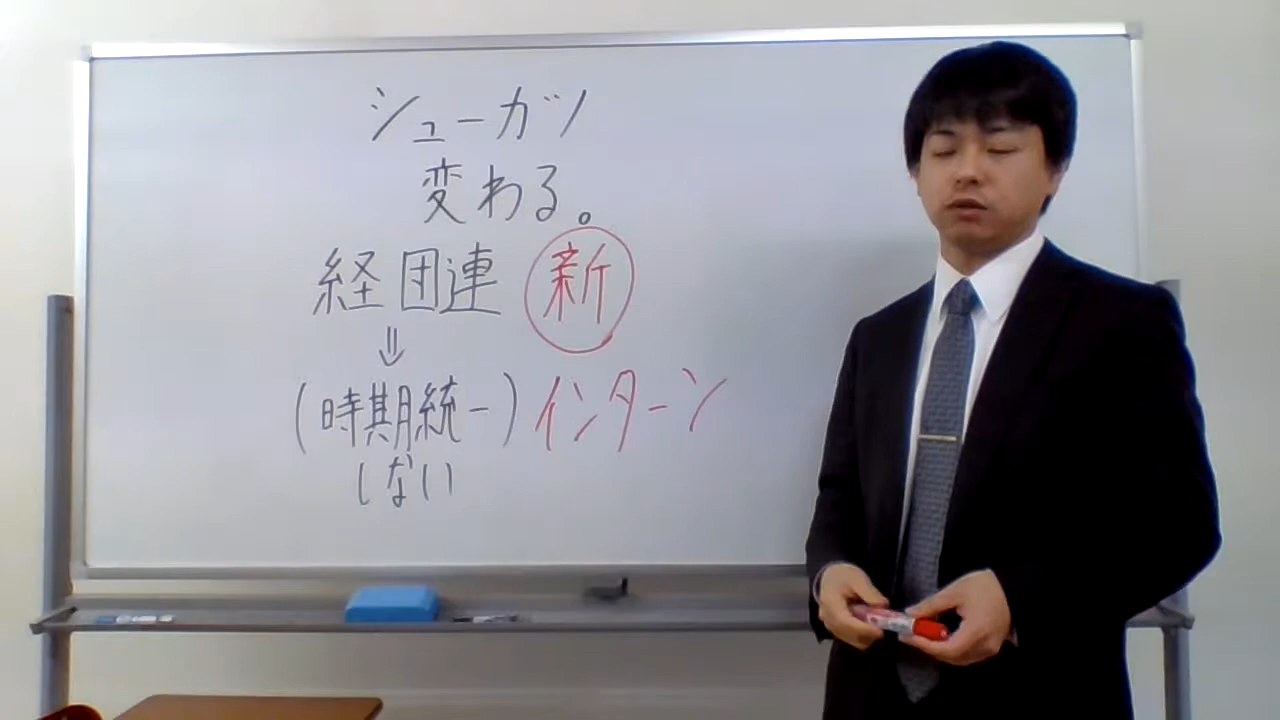 シューカツ
変わる。
経団連 新
⇓
(時期統一) インターン
しない